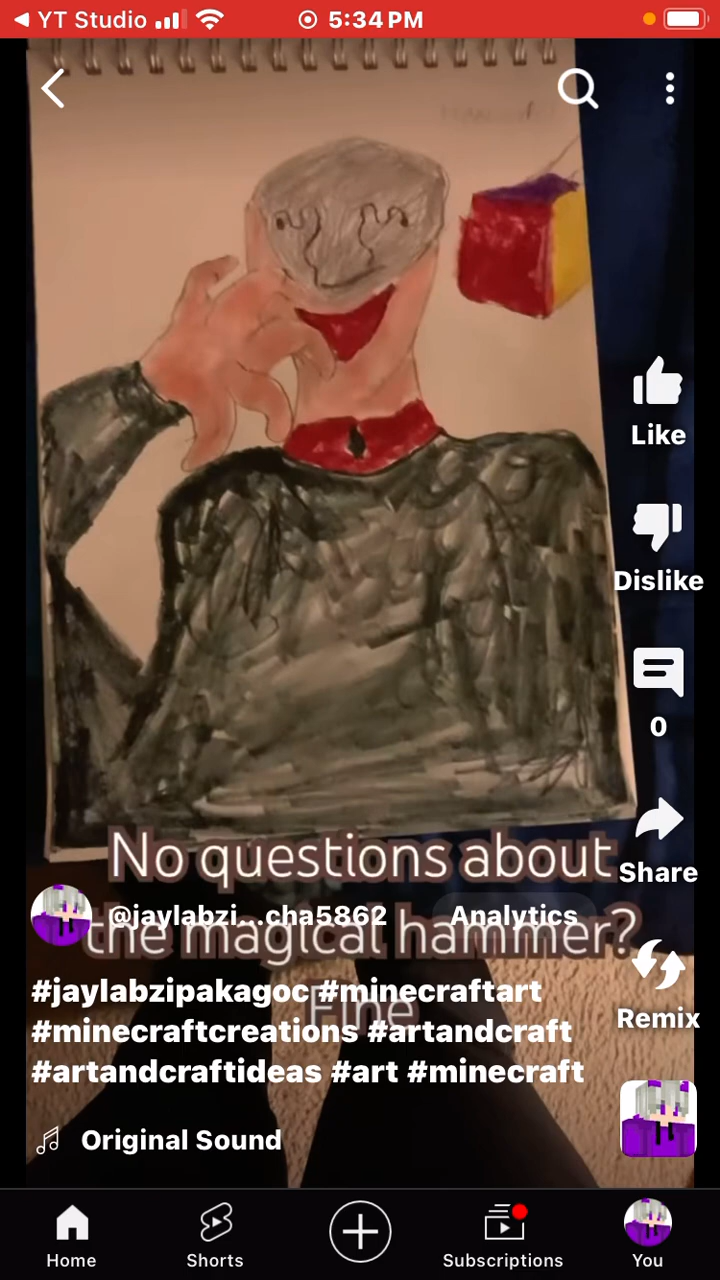 YT Studio
5:34 PM
Like
Dislike
0
No questions about
the magical hammer?
Fine
Share
@jaylabzi...cha5862
Analytics
#jaylabzipakagoc #minecraftart
#minecraftcreations #artandcraft
#artandcraftideas #art #minecraft
Remix
Original Sound
Home
Shorts
Subscriptions
You